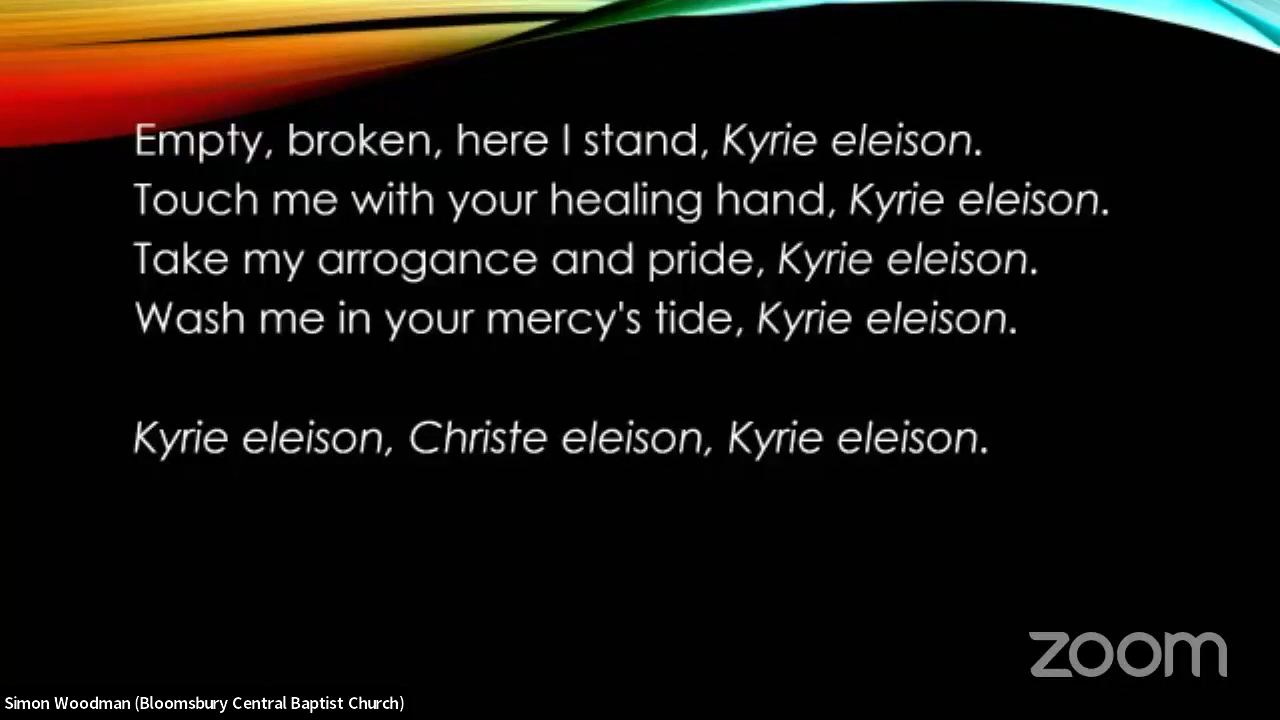 Empty, broken, here I stand, Kyrie eleison.
Touch me with your healing hand, Kyrie eleison.
Take my arrogance and pride, Kyrie eleison.
Wash me in your mercy's tide, Kyrie eleison.
Kyrie eleison, Christe eleison, Kyrie eleison.
zoom
Simon Woodman (Bloomsbury Central Baptist Church)